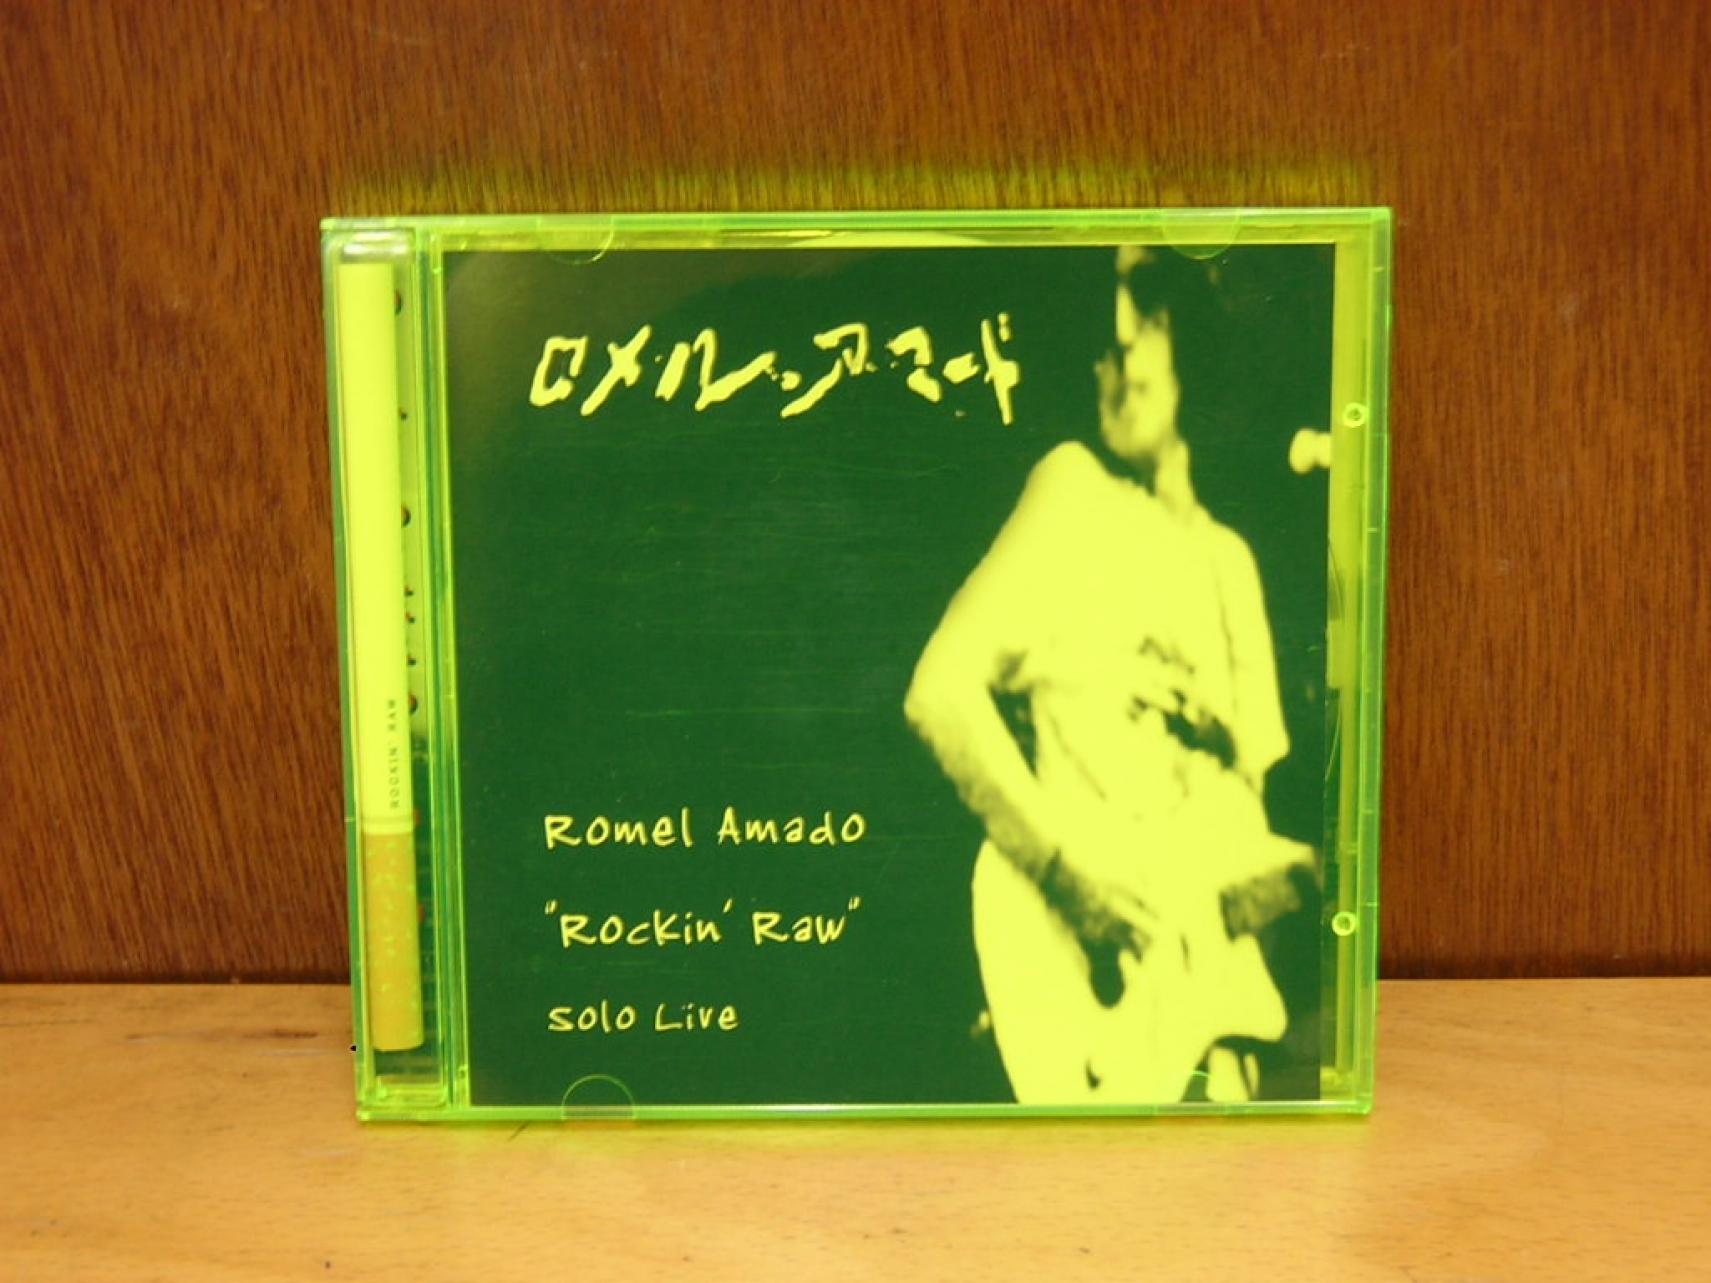 ロメル・アマード
Romel Amado
"Rockin' Raw"
Solo Live
ROCKIN' RAW